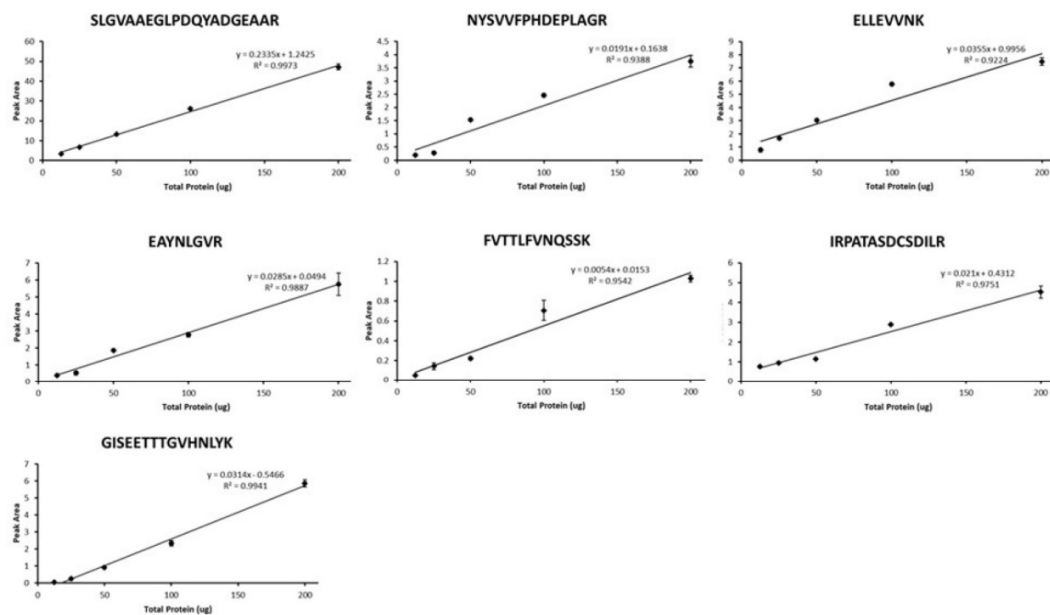 SLGVAAEGLPDQYADGEAAR
60
50
40
30
20
10
0
Peak Area
y = 0.2335x + 1.2425
R² = 0.9973
0 50 100 150 200
Total Protein (ug)
NYSVVFPHDEPLAGR
4.5
4
3.5
3
2.5
2
1.5
1
0.5
0
Peak Area
y = 0.0191x + 0.1638
R² = 0.9388
0 50 100 150 200
Total Protein (ug)
ELLEVVNK
9
8
7
6
5
4
3
2
1
0
Peak Area
y = 0.0355x + 0.9956
R² = 0.9224
0 50 100 150 200
Total Protein (ug)
EAYNLGVR
7
6
5
4
3
2
1
0
Peak Area
y = 0.0285x + 0.0494
R² = 0.9887
0 50 100 150 200
Total Protein (ug)
FVTTLFVNQSSK
1.2
1
0.8
0.6
0.4
0.2
0
Peak Area
y = 0.0054x + 0.0153
R² = 0.9542
0 50 100 150 200
Total Protein (ug)
IRPATASDCSDILR
6
5
4
3
2
1
0
y = 0.021x + 0.4312
R² = 0.9751
0 50 100 150 200
Total Protein (ug)
GISEETTTGVHNLYK
7
6
5
4
3
2
1
0
Peak Area
y = 0.0314x - 0.5466
R² = 0.9941
0 50 100 150 200
Total Protein (ug)